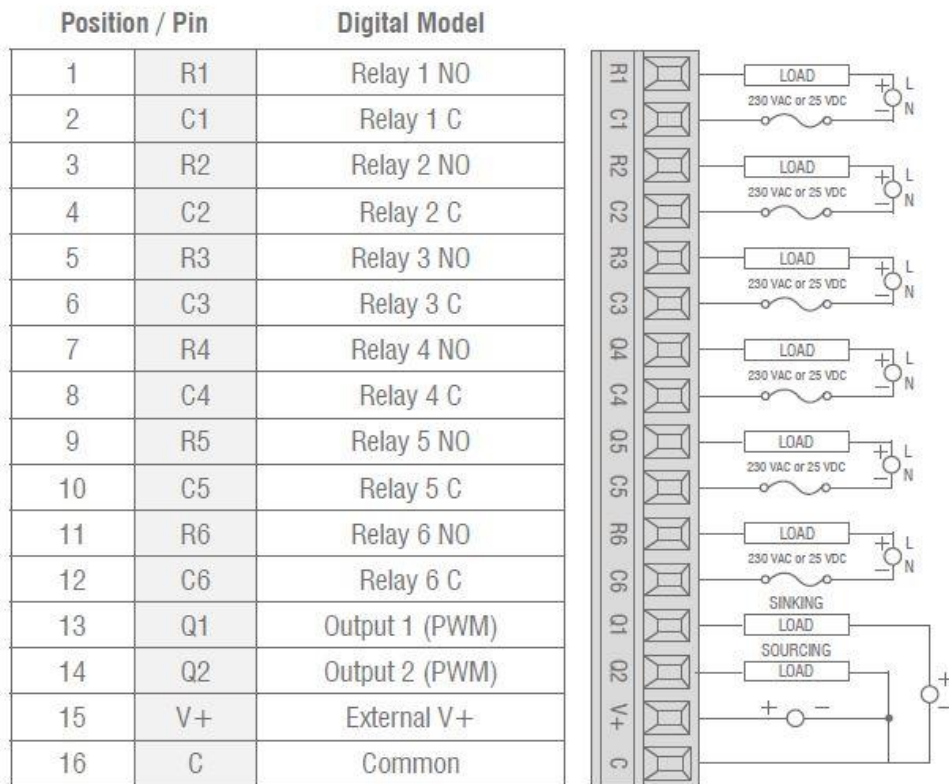 Position / Pin Digital Model
1 R1 Relay 1 NO
2 C1 Relay 1 C
3 R2 Relay 2 NO
4 C2 Relay 2 C
5 R3 Relay 3 NO
6 C3 Relay 3 C
7 R4 Relay 4 NO
8 C4 Relay 4 C
9 R5 Relay 5 NO
10 C5 Relay 5 C
11 R6 Relay 6 NO
12 C6 Relay 6 C
13 Q1 Output 1 (PWM)
14 Q2 Output 2 (PWM)
15 V+ External V+
16 C Common
R1 LOAD + L
230 VAC or 25 VDC
C1 − N
R2 LOAD + L
230 VAC or 25 VDC
C2 − N
R3 LOAD + L
230 VAC or 25 VDC
C3 − N
Q4 LOAD + L
230 VAC or 25 VDC
C4 − N
Q5 LOAD + L
230 VAC or 25 VDC
C5 − N
R6 LOAD + L
230 VAC or 25 VDC
C6 − N
SINKING
Q1 LOAD
SOURCING
Q2 LOAD +
V+ + − −
C